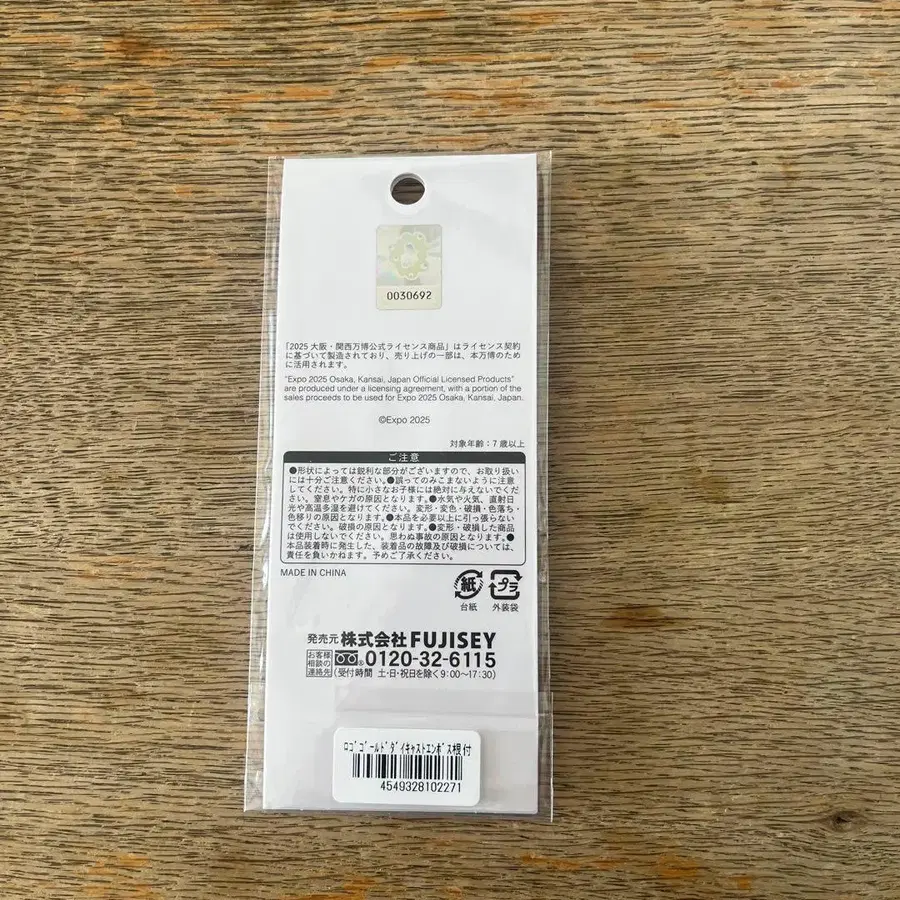 0030692
「2025 大阪・関西万博公式ライセンス商品」はライセンス契約
に基づいて製造されており、売り上げの一部は、本万博のため
に活用されます。
"Expo 2025 Osaka, Kansai, Japan Official Licensed Products"
are produced under a licensing agreement, with a portion of the
sales proceeds to be used for Expo 2025 Osaka, Kansai, Japan.
©Expo 2025
対象年齢：7歳以上
ご注意
●形状によっては鋭利な部分がございますので、お取り扱い
には十分ご注意ください。●誤ってのみこまないように注意
してください。特に小さなお子様には絶対に与えないでくだ
さい。窒息やケガの原因となります。●水気や火気、直射日
光や高温多湿を避けてください。変形・変色・破損・色落ち・
色移りの原因となります。●本品を必要以上に引っ張らない
でください。破損の原因となります。●変形・破損した商品
は使用しないでください。思わぬ事故の原因となります。●
本品装着時に発生した、装着品の故障及び破損については、
責任を負いかねます。予めご了承ください。
MADE IN CHINA
紙 プラ
台紙 外装袋
発売元 株式会社 FUJISEY
お客様相談の連絡先 0120-32-6115
（受付時間 土・日・祝日を除く9:00〜17:30）
ﾛｺﾞｺﾞｰﾙﾄﾞﾀﾞｲｷｬｽﾄｴﾝﾎﾞｽ根付
4549328102271